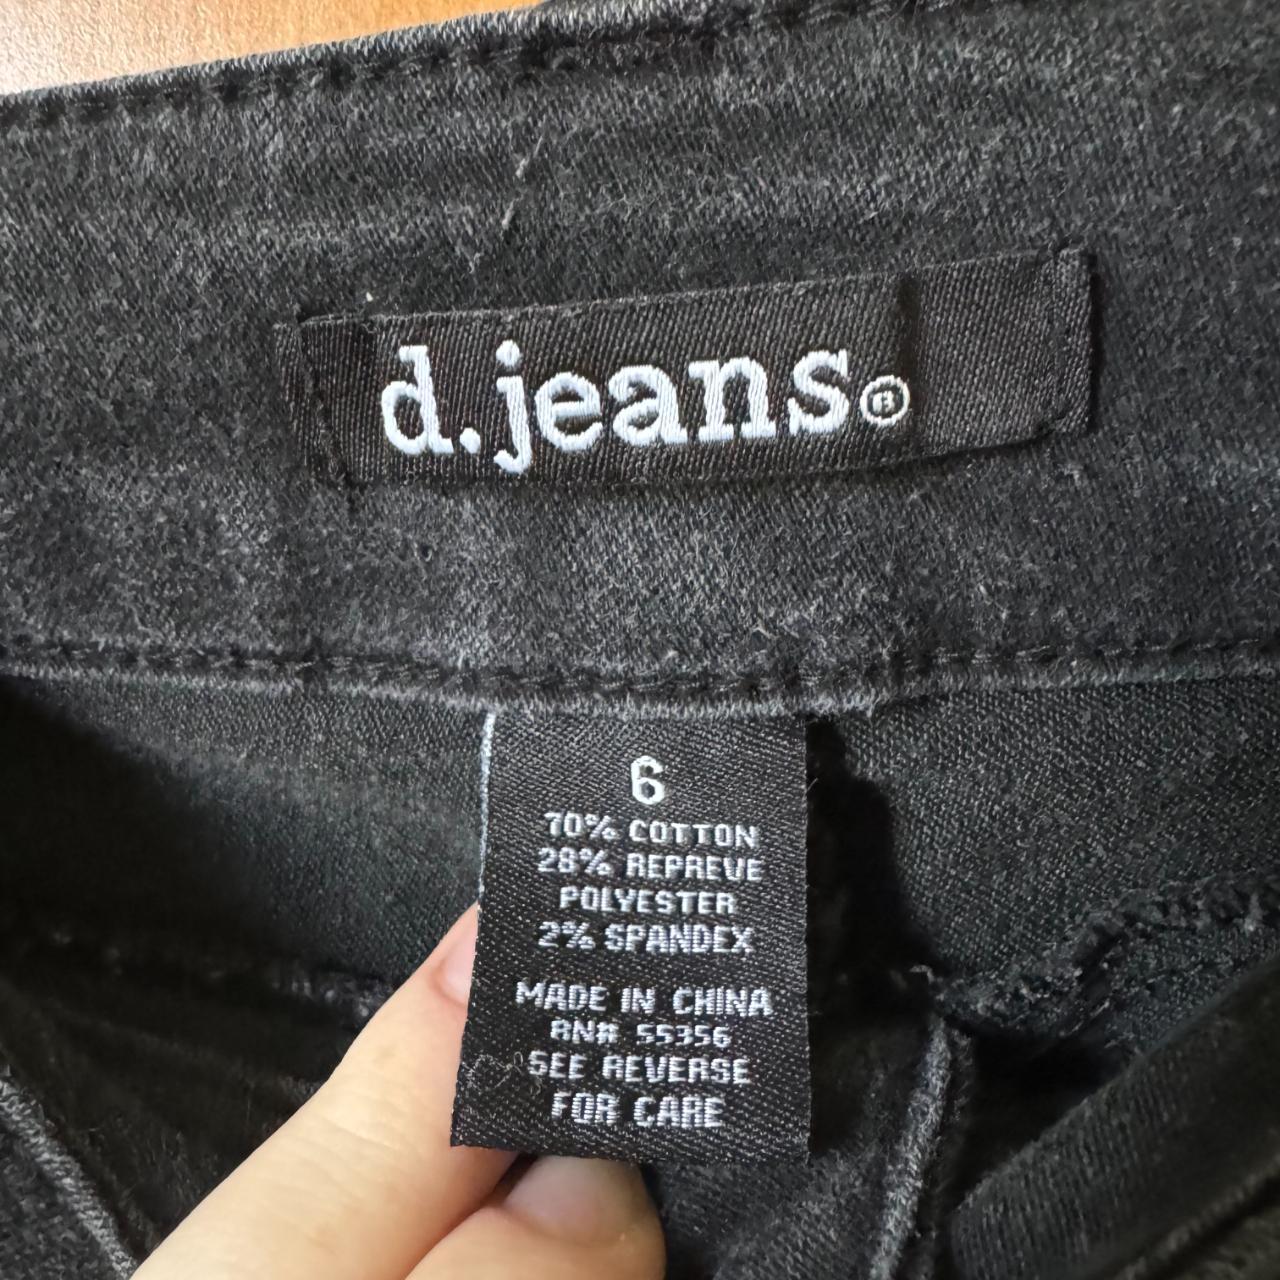 d.jeans®
6
70% COTTON
28% REPREVE
POLYESTER
2% SPANDEX
MADE IN CHINA
RN# 55356
SEE REVERSE
FOR CARE